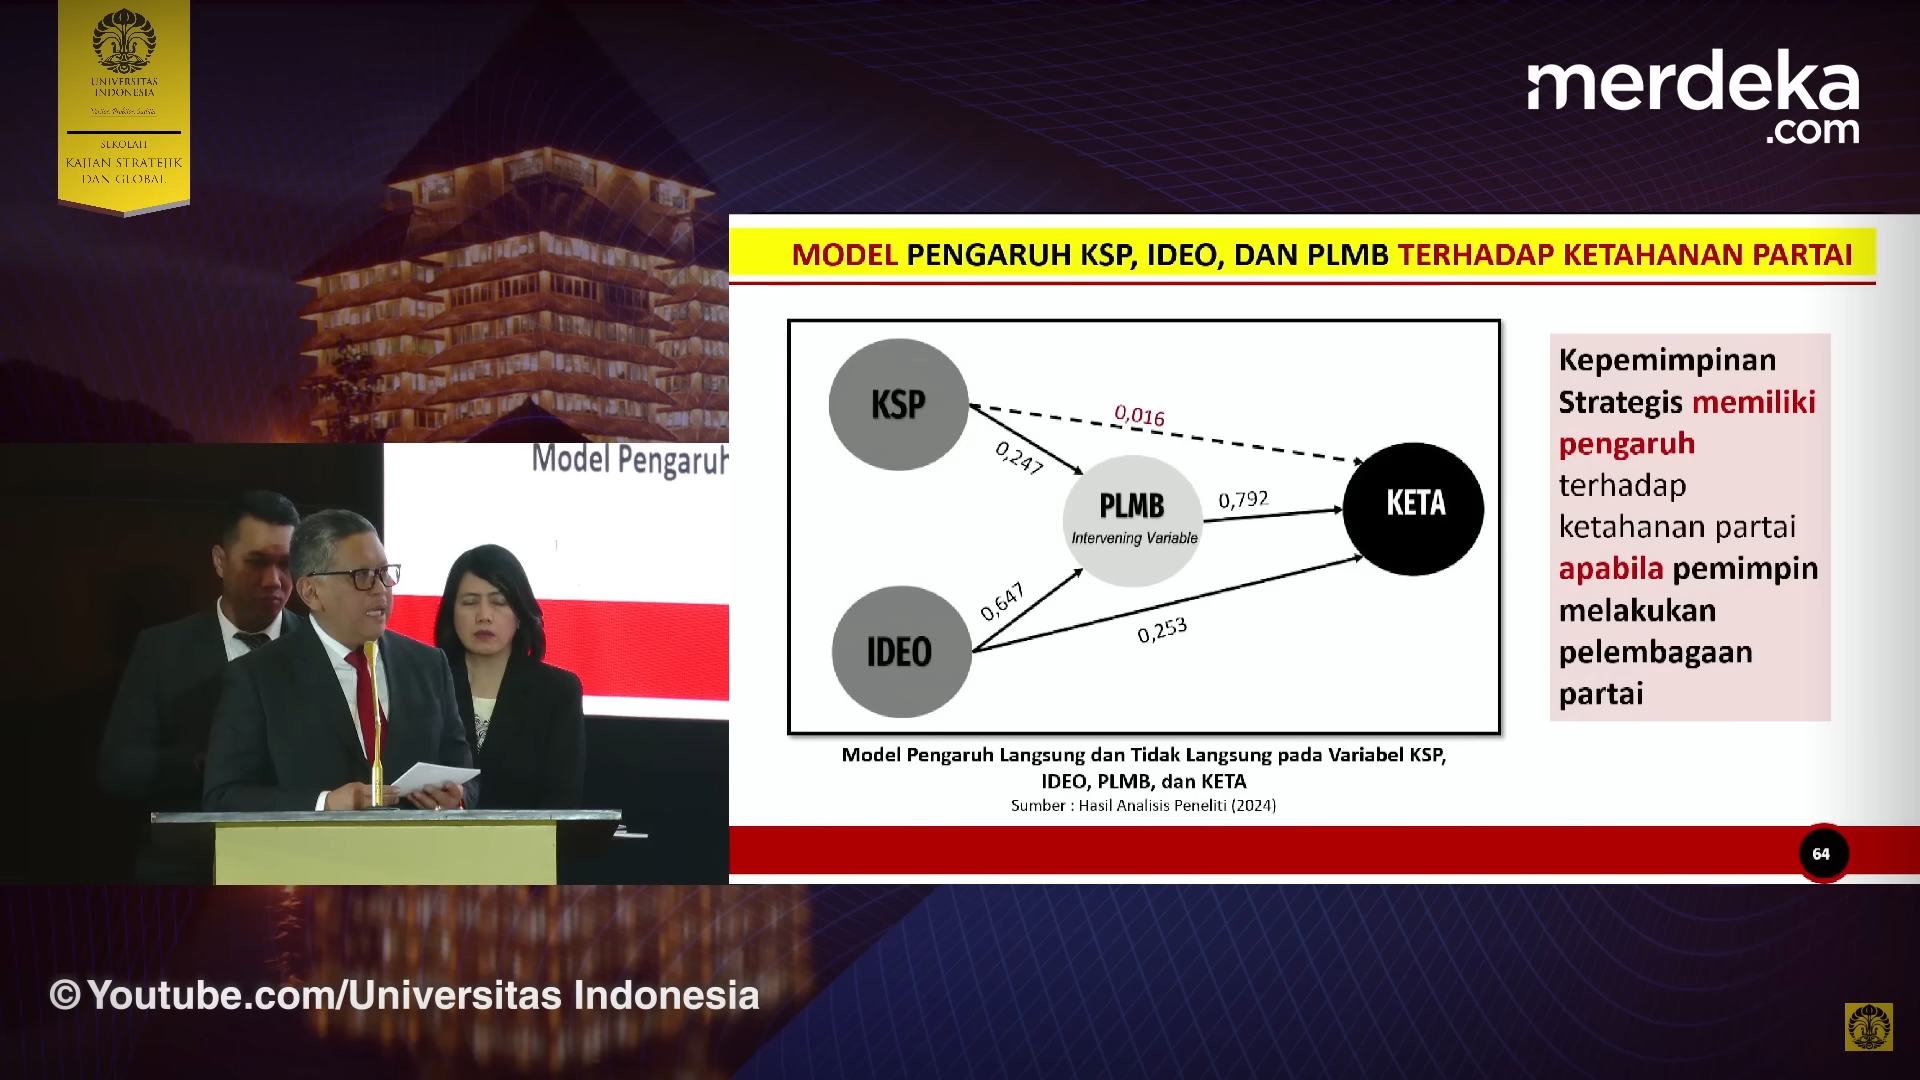 UNIVERSITAS
INDONESIA
Veritas, Probitas, Iustitia
SEKOLAH
KAJIAN STRATEJIK
DAN GLOBAL
merdeka
.com
MODEL PENGARUH KSP, IDEO, DAN PLMB TERHADAP KETAHANAN PARTAI
KSP
0,016
0,247
PLMB
Intervening Variable
0,792
KETA
0,647
IDEO
0,253
Model Pengaruh Langsung dan Tidak Langsung pada Variabel KSP,
IDEO, PLMB, dan KETA
Sumber : Hasil Analisis Peneliti (2024)
Kepemimpinan
Strategis memiliki
pengaruh
terhadap
ketahanan partai
apabila pemimpin
melakukan
pelembagaan
partai
64
Model Pengaruh
© Youtube.com/Universitas Indonesia